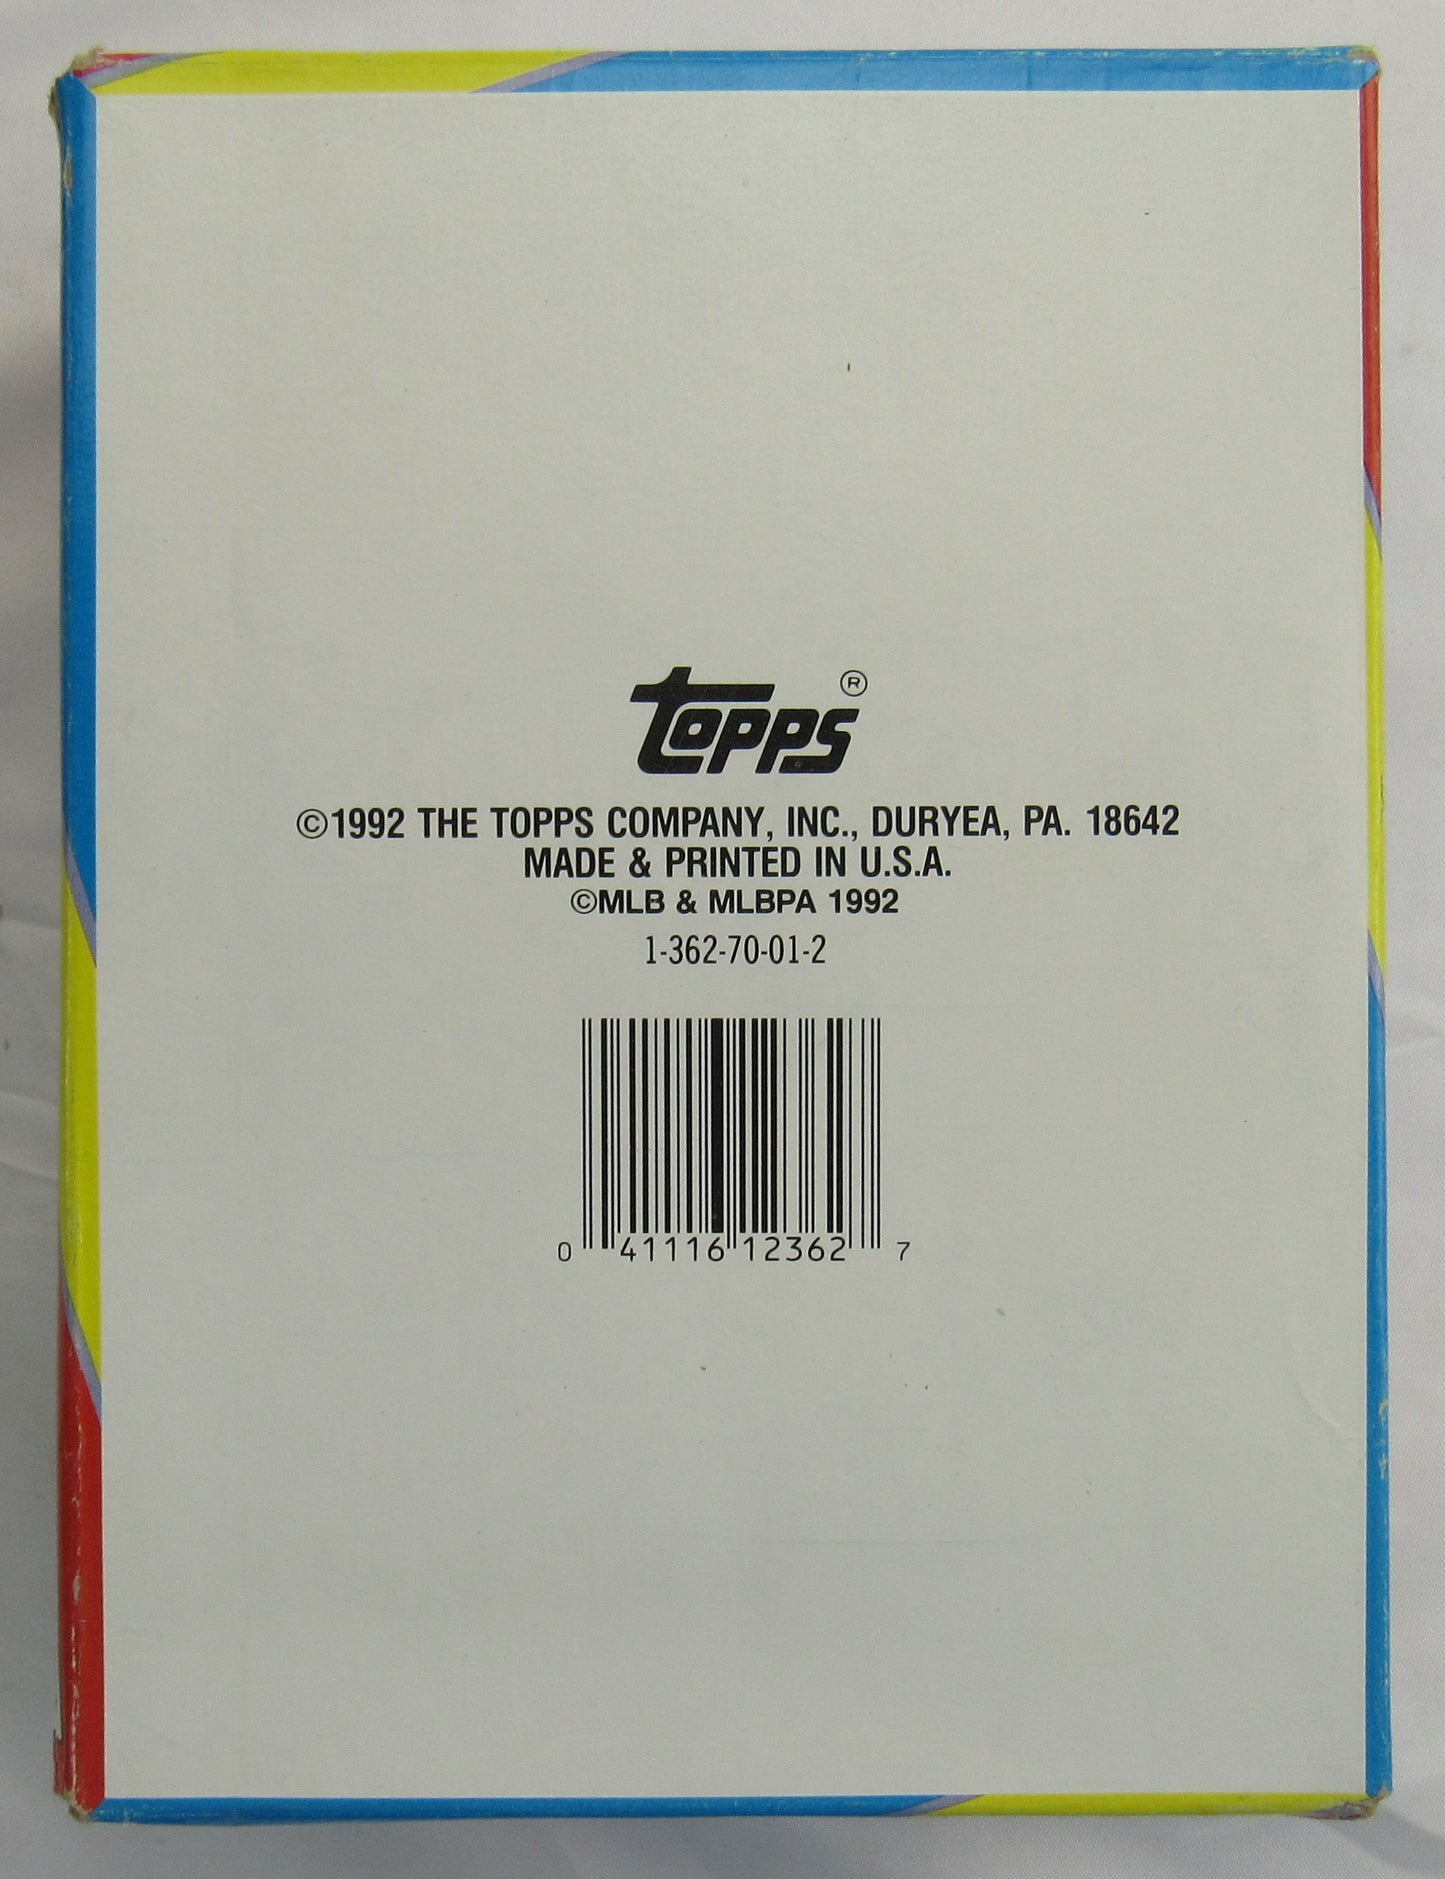 topps®
©1992 THE TOPPS COMPANY, INC., DURYEA, PA. 18642
MADE & PRINTED IN U.S.A.
©MLB & MLBPA 1992
1-362-70-01-2
0 41116 12362 7